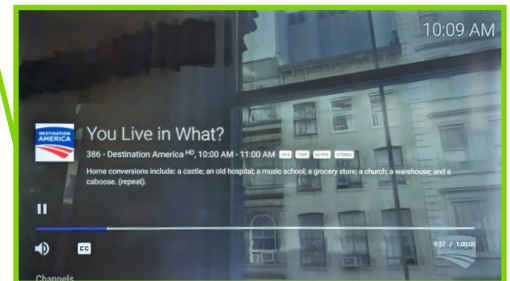 10:09 AM
DESTINATION
AMERICA
You Live in What?
386 - Destination America HD, 10:00 AM - 11:00 AM
STEREO
Home conversions include: a castle; an old hospital; a music school; a grocery store; a church; a warehouse; and a
caboose. (repeat).
CC
9:37 / 1:00:00
Channels